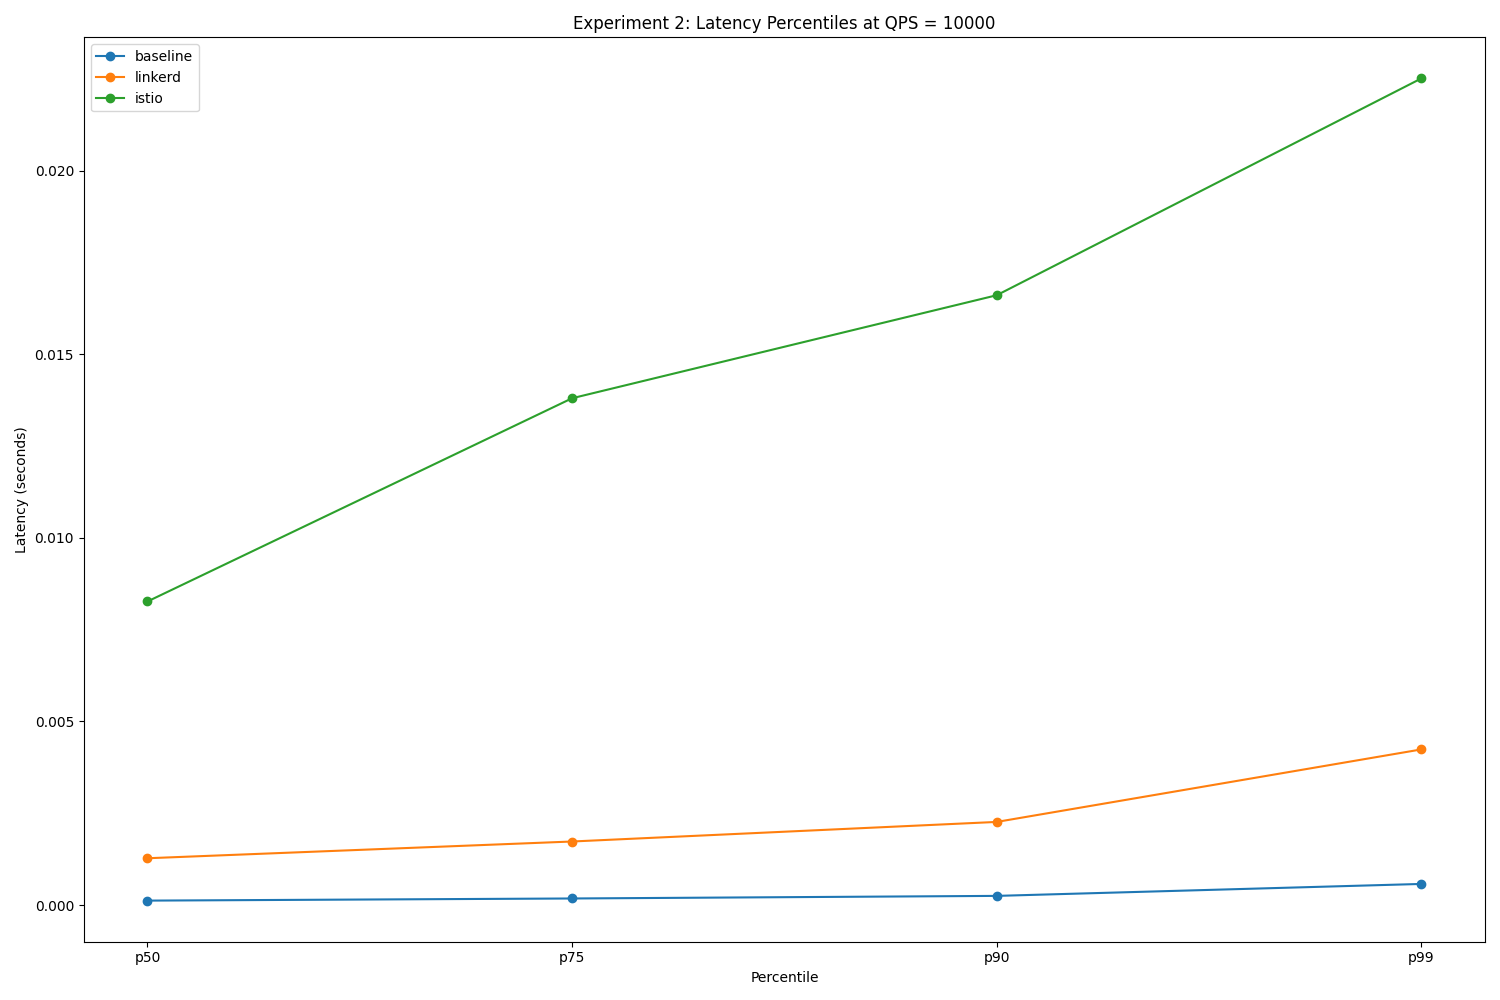 Experiment 2: Latency Percentiles at QPS = 10000
baseline
linkerd
istio
0.020
0.015
0.010
0.005
0.000
Latency (seconds)
p50
p75
p90
p99
Percentile